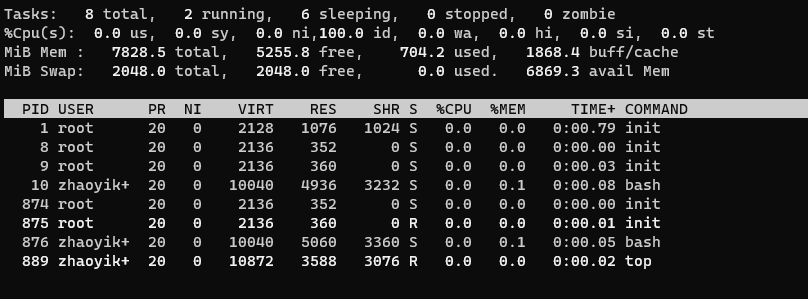 Tasks:   8 total,   2 running,   6 sleeping,   0 stopped,   0 zombie
%Cpu(s):  0.0 us,  0.0 sy,  0.0 ni,100.0 id,  0.0 wa,  0.0 hi,  0.0 si,  0.0 st
MiB Mem :   7828.5 total,   5255.8 free,    704.2 used,   1868.4 buff/cache
MiB Swap:   2048.0 total,   2048.0 free,      0.0 used.   6869.3 avail Mem
  PID USER      PR  NI    VIRT    RES    SHR S  %CPU  %MEM     TIME+ COMMAND
    1 root      20   0    2128   1076   1024 S   0.0   0.0   0:00.79 init
    8 root      20   0    2136    352      0 S   0.0   0.0   0:00.00 init
    9 root      20   0    2136    360      0 S   0.0   0.0   0:00.03 init
   10 zhaoyik+  20   0   10040   4936   3232 S   0.0   0.1   0:00.08 bash
  874 root      20   0    2136    352      0 S   0.0   0.0   0:00.00 init
  875 root      20   0    2136    360      0 R   0.0   0.0   0:00.01 init
  876 zhaoyik+  20   0   10040   5060   3360 S   0.0   0.1   0:00.05 bash
  889 zhaoyik+  20   0   10872   3588   3076 R   0.0   0.0   0:00.02 top